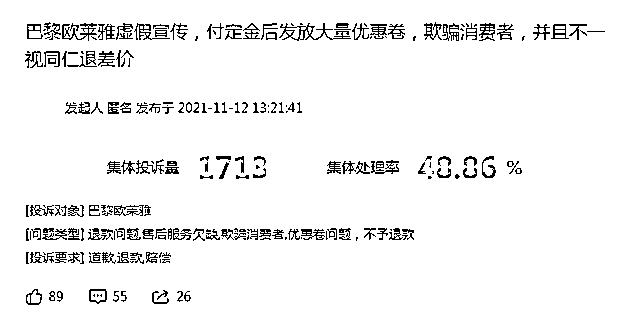 巴黎欧莱雅虚假宣传，付定金后发放大量优惠卷，欺骗消费者，并且不一
视同仁退差价
发起人 匿名 发布于 2021-11-12 13:21:41
集体投诉量 1713 集体处理率 48.86 %
[投诉对象] 巴黎欧莱雅
[问题类型] 退款问题,售后服务欠缺,欺骗消费者,优惠卷问题，不予退款
[投诉要求] 道歉,退款,赔偿
89 55 26